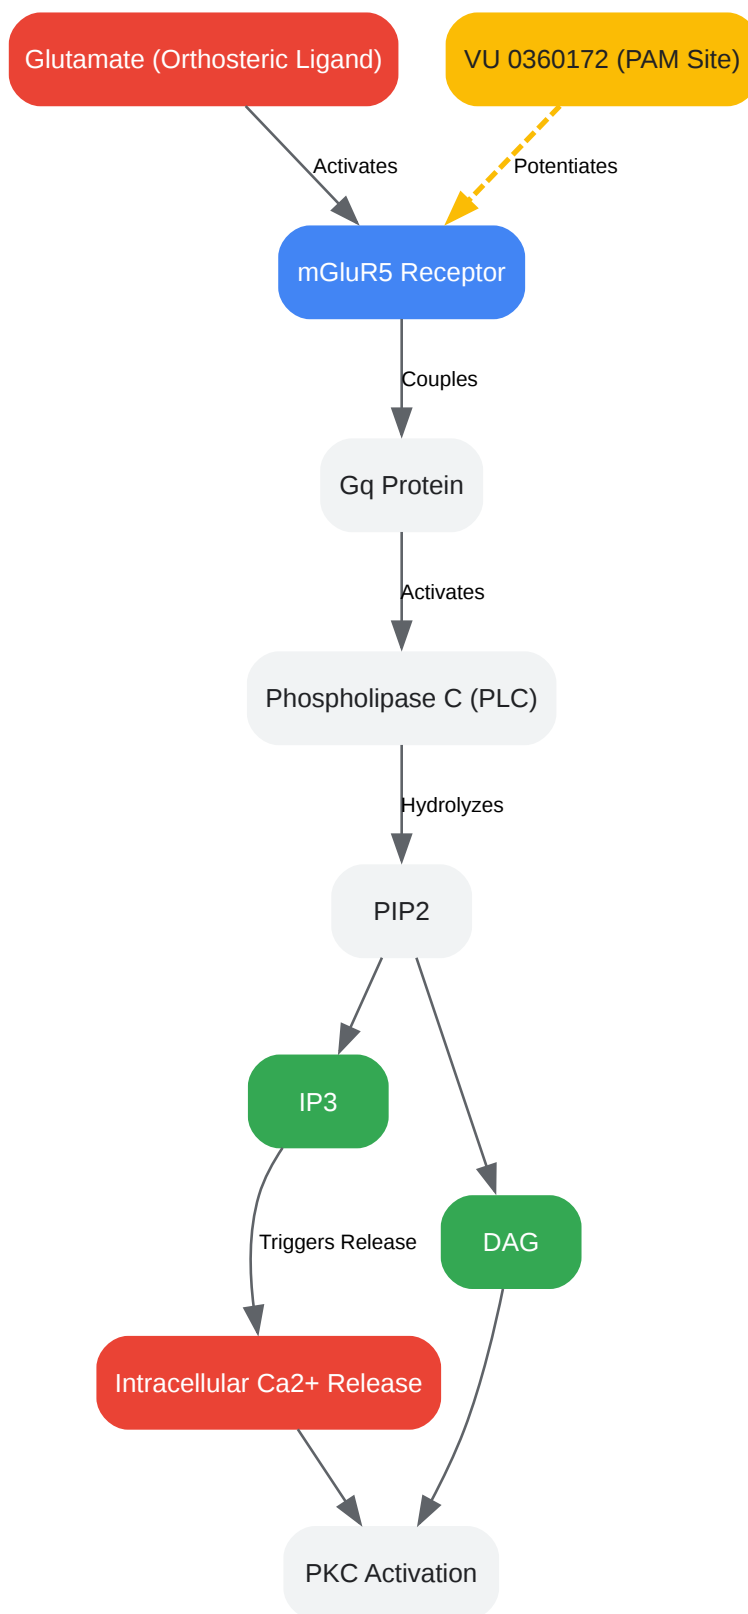 Glutamate (Orthosteric Ligand)
VU 0360172 (PAM Site)
Activates
Potentiates
mGluR5 Receptor
Couples
Gq Protein
Activates
Phospholipase C (PLC)
Hydrolyzes
PIP2
IP3
Triggers Release
DAG
Intracellular Ca2+ Release
PKC Activation